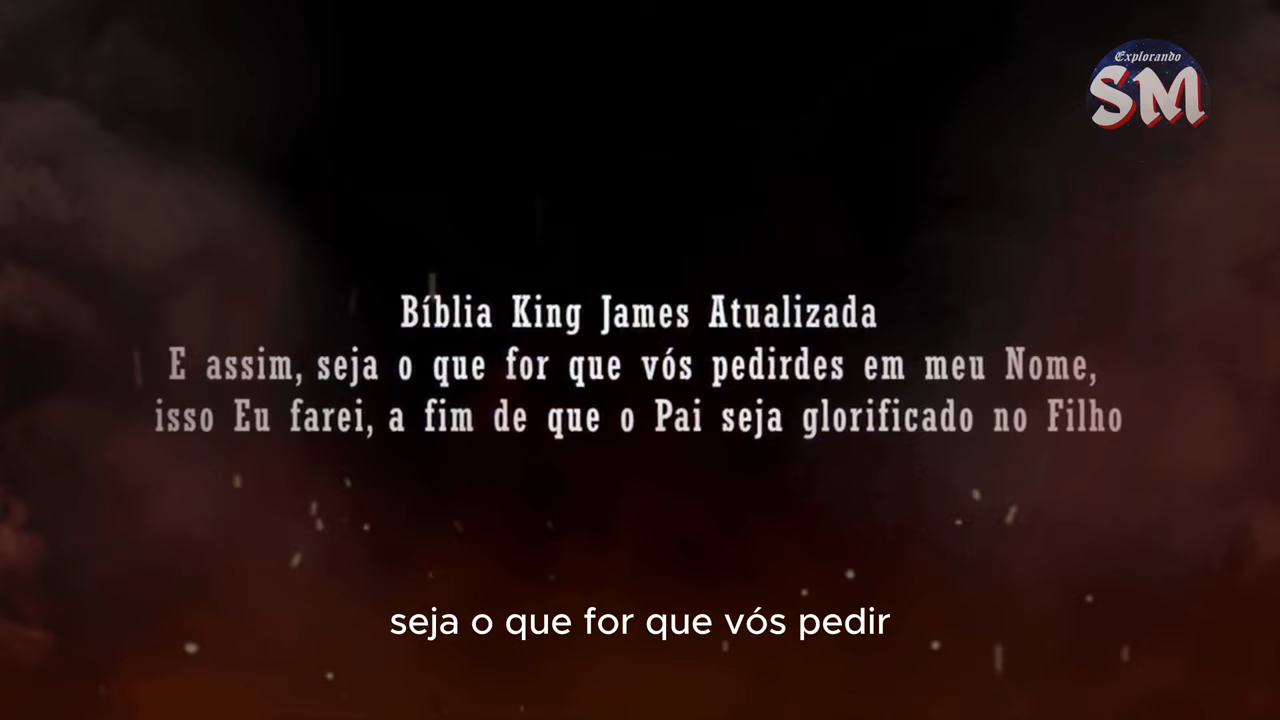 Explorando
SM
Bíblia King James Atualizada
E assim, seja o que for que vós pedirdes em meu Nome,
isso Eu farei, a fim de que o Pai seja glorificado no Filho
seja o que for que vós pedir